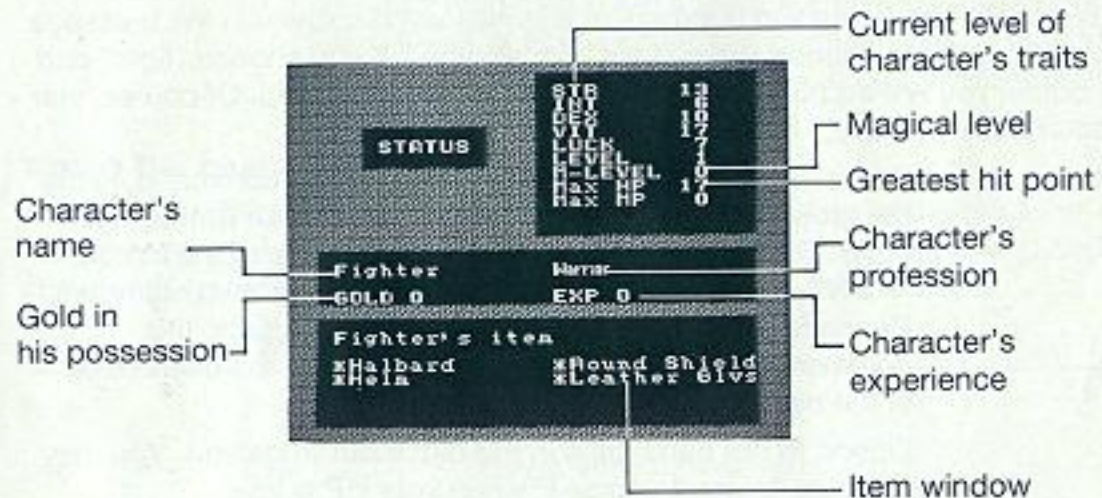 Current level of
character's traits
Magical level
Greatest hit point
Character's
profession
Character's
experience
Item window
Character's
name
Gold in
his possession
STATUS
STR 13
INT 6
DEX 10
VIT 17
LUCK 7
LEVEL 1
M-LEVEL 0
Max HP 17
Max MP 0
Fighter Warrior
GOLD 0 EXP 0
Fighter's item
*Halbard *Round Shield
*Helm *Leather Glvs